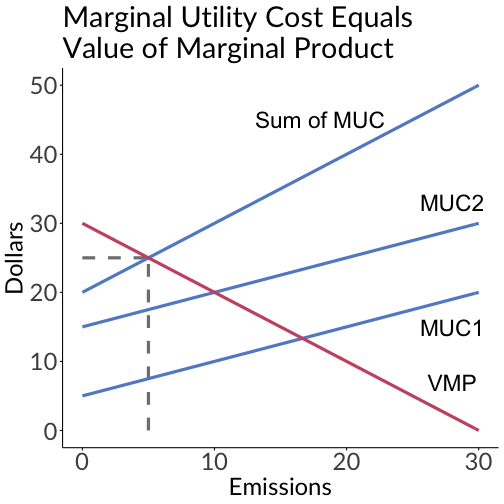 Marginal Utility Cost Equals
Value of Marginal Product
50
Sum of MUC
40
MUC2
30
Dollars
20
MUC1
10
VMP
0
0 10 20 30
Emissions